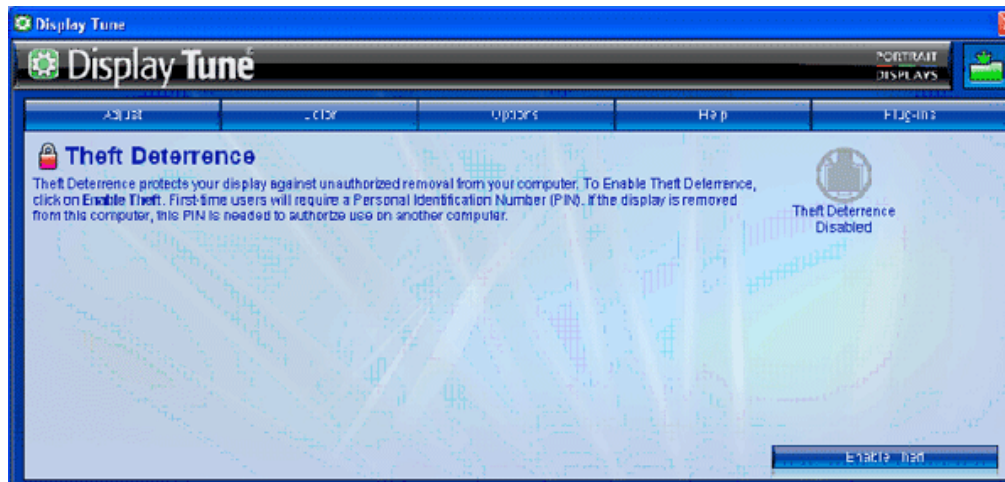 Display Tune
Display Tune
PORTRAIT
DISPLAYS
Adjust Color Options Help Plug-ins
Theft Deterrence
Theft Deterrence protects your display against unauthorized removal from your computer. To Enable Theft Deterrence,
click on Enable Theft. First-time users will require a Personal Identification Number (PIN). If the display is removed
from this computer, this PIN is needed to authorize use on another computer.
Theft Deterrence
Disabled
Enable Theft